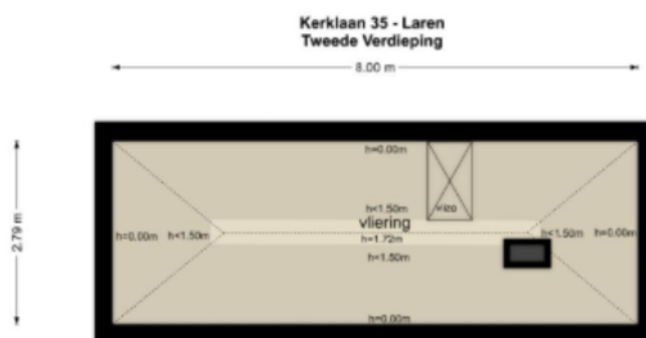 Kerklaan 35 - Laren
Tweede Verdieping
8.00 m
2.79 m
h=0.00m
h<1.50m
vlizo
vliering
h=0.00m
h<1.50m
h=1.72m
h<1.50m
h=0.00m
h<1.50m
h=0.00m